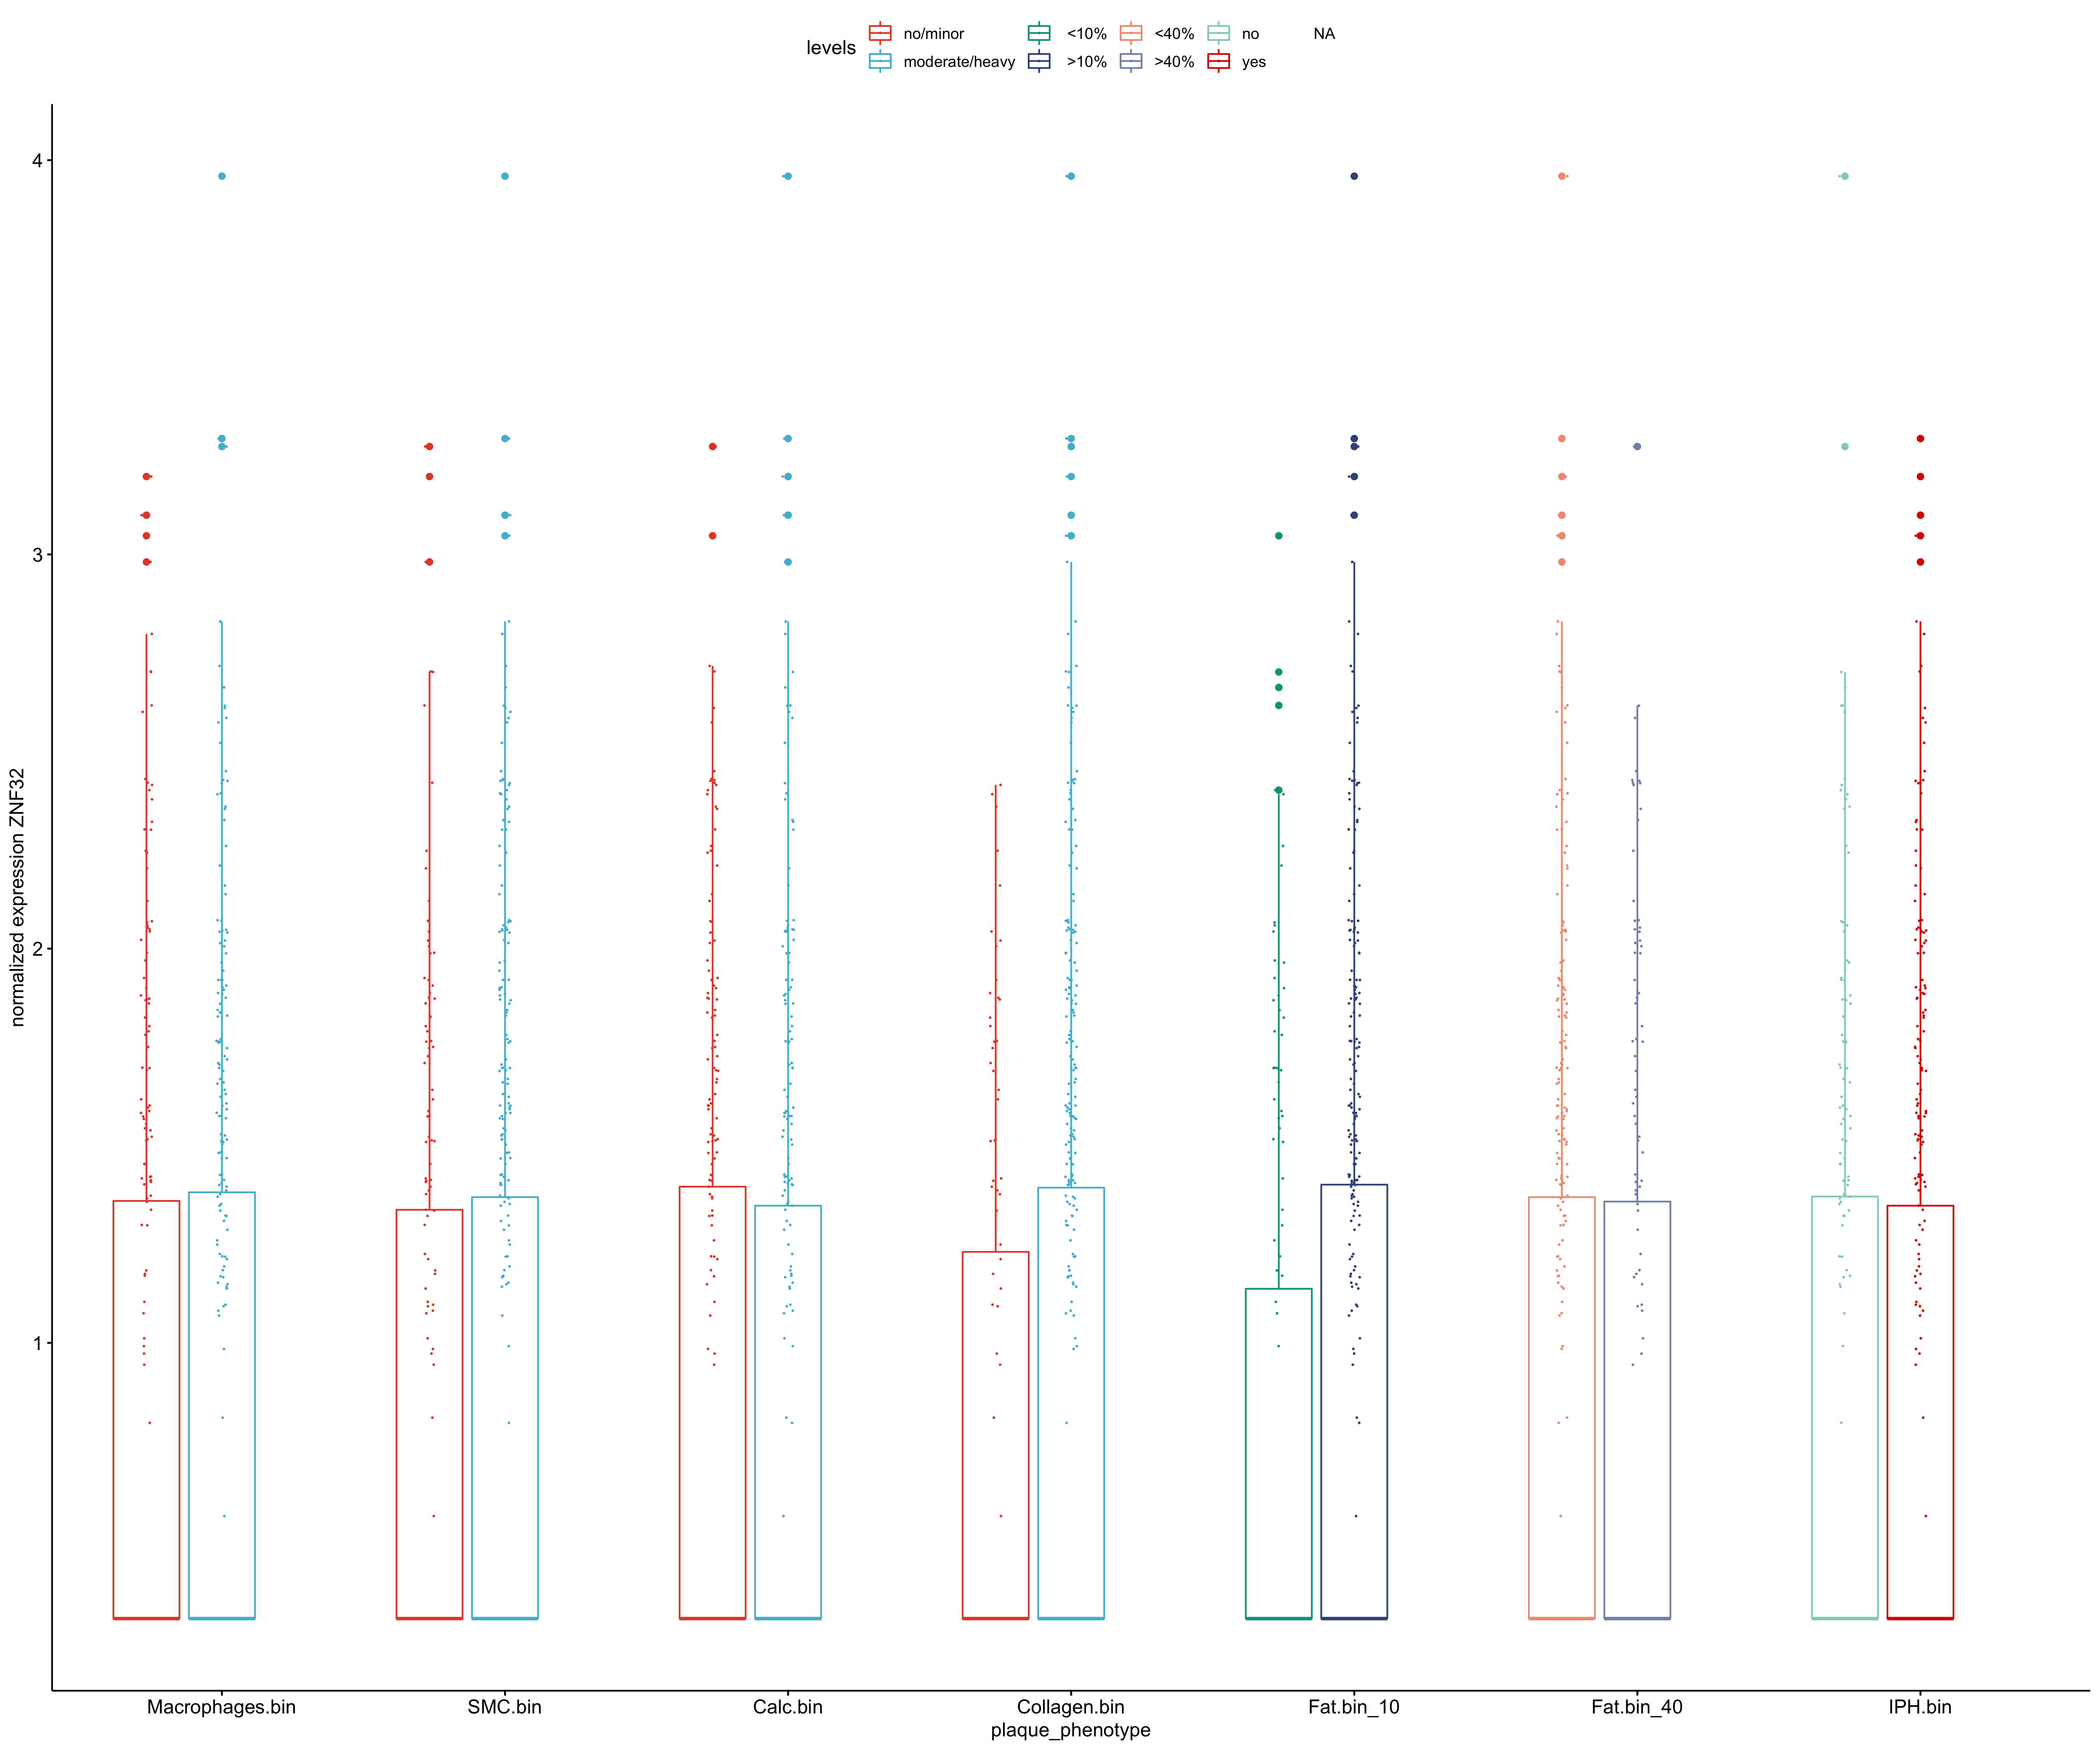 levels
no/minor
<10%
<40%
no
NA
moderate/heavy
>10%
>40%
yes
4
3
2
1
normalized expression ZNF32
Macrophages.bin
SMC.bin
Calc.bin
Collagen.bin
Fat.bin_10
Fat.bin_40
IPH.bin
plaque_phenotype